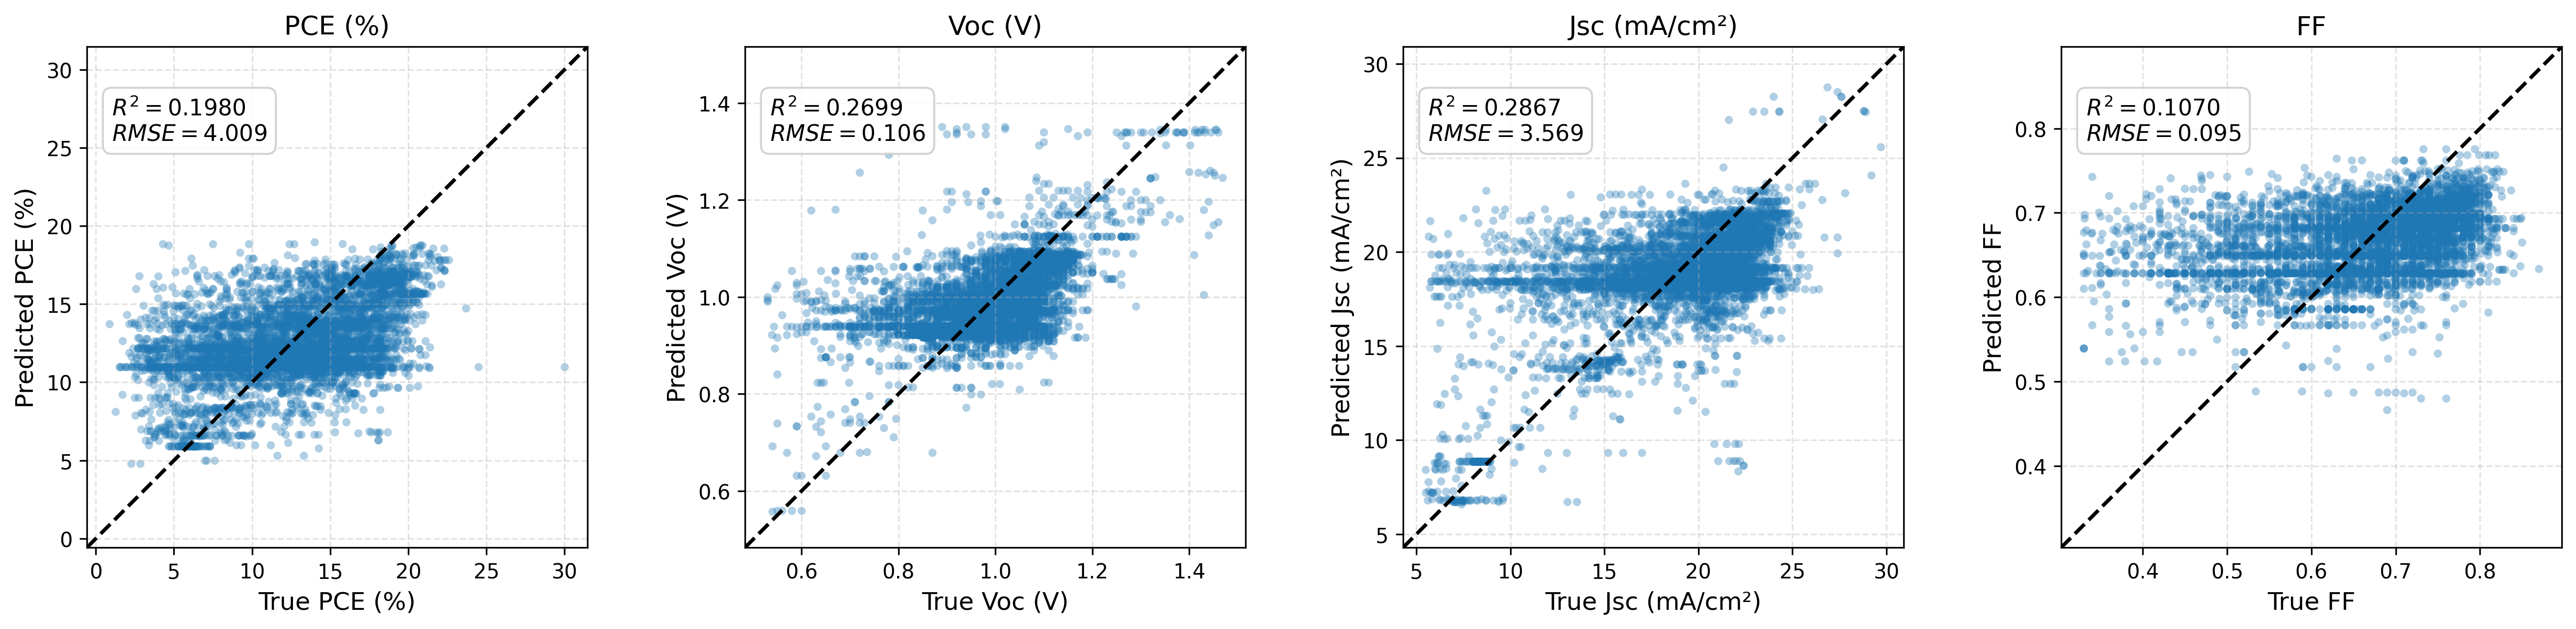 PCE (%)
R² = 0.1980
RMSE = 4.009
Predicted PCE (%)
30
25
20
15
10
5
0
0 5 10 15 20 25 30
True PCE (%)
Voc (V)
R² = 0.2699
RMSE = 0.106
Predicted Voc (V)
1.4
1.2
1.0
0.8
0.6
0.6 0.8 1.0 1.2 1.4
True Voc (V)
Jsc (mA/cm²)
R² = 0.2867
RMSE = 3.569
Predicted Jsc (mA/cm²)
30
25
20
15
10
5
5 10 15 20 25 30
True Jsc (mA/cm²)
FF
R² = 0.1070
RMSE = 0.095
Predicted FF
0.8
0.7
0.6
0.5
0.4
0.4 0.5 0.6 0.7 0.8
True FF